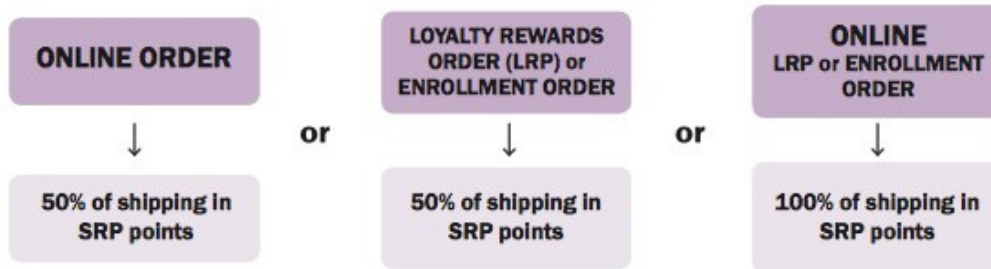 ONLINE ORDER
50% of shipping in
SRP points
or
LOYALTY REWARDS
ORDER (LRP) or
ENROLLMENT ORDER
50% of shipping in
SRP points
or
ONLINE
LRP or ENROLLMENT
ORDER
100% of shipping in
SRP points